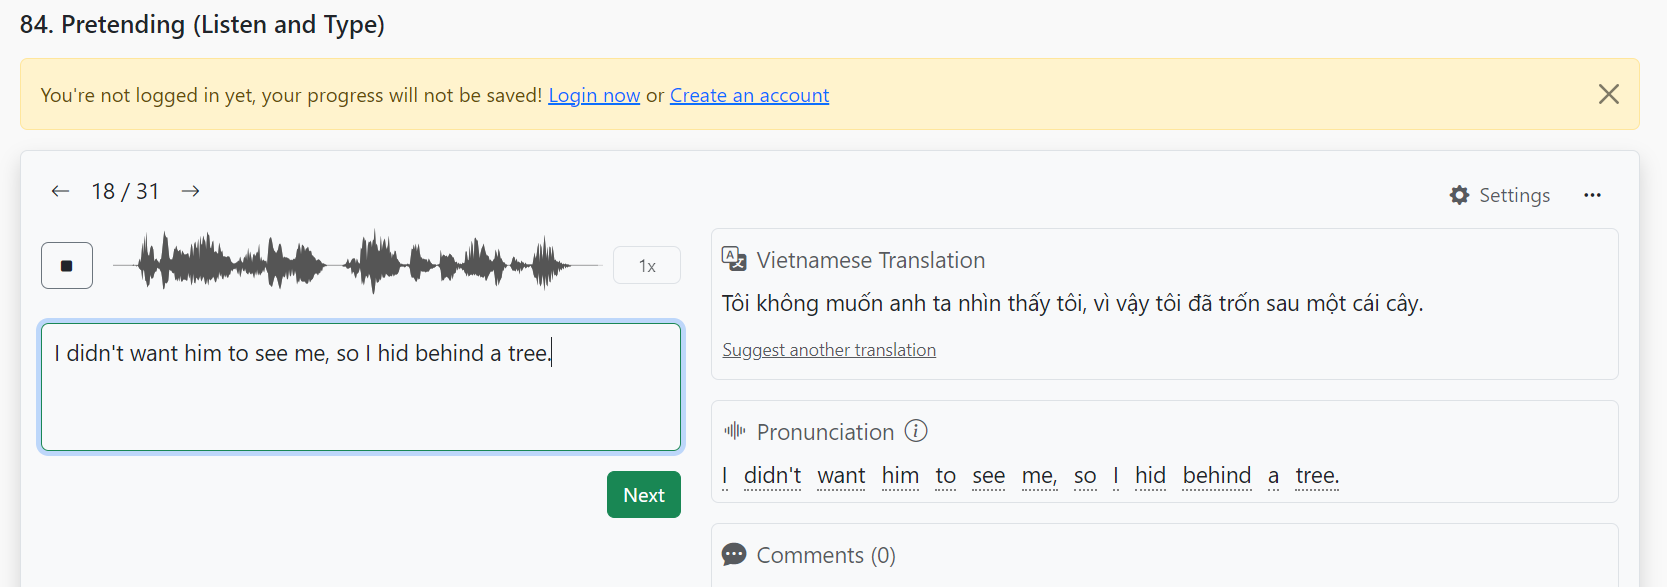 84. Pretending (Listen and Type)
You're not logged in yet, your progress will not be saved! Login now or Create an account
18 / 31
Settings
1x
I didn't want him to see me, so I hid behind a tree.
Next
Vietnamese Translation
Tôi không muốn anh ta nhìn thấy tôi, vì vậy tôi đã trốn sau một cái cây.
Suggest another translation
Pronunciation
I didn't want him to see me, so I hid behind a tree.
Comments (0)